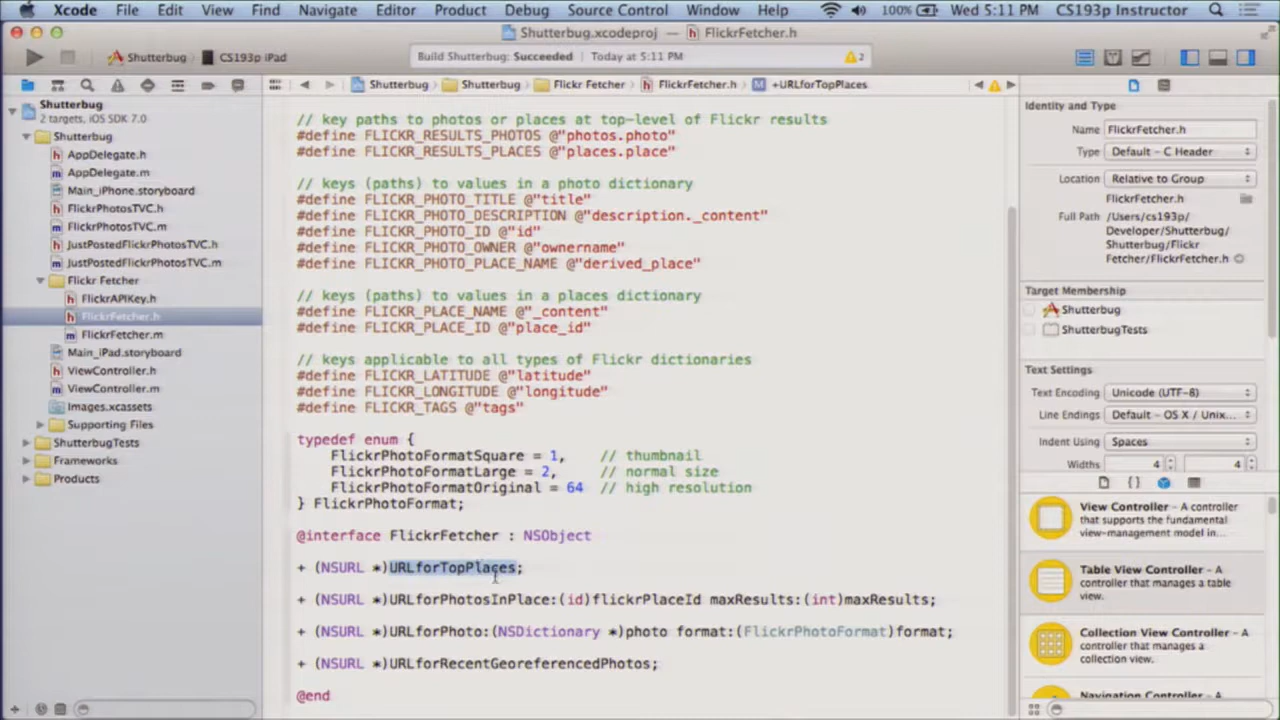 Xcode File Edit View Find Navigate Editor Product Debug Source Control Window Help 100% Wed 5:11 PM CS193p Instructor
Shutterbug.xcodeproj — FlickrFetcher.h
Shutterbug CS193p iPad
Build Shutterbug: Succeeded Today at 5:11 PM 2
Shutterbug Shutterbug Flickr Fetcher FlickrFetcher.h +URLforTopPlaces
Shutterbug
2 targets, iOS SDK 7.0
Shutterbug
AppDelegate.h
AppDelegate.m
Main_iPhone.storyboard
FlickrPhotosTVC.h
FlickrPhotosTVC.m
JustPostedFlickrPhotosTVC.h
JustPostedFlickrPhotosTVC.m
Flickr Fetcher
FlickrAPIKey.h
FlickrFetcher.h
FlickrFetcher.m
Main_iPad.storyboard
ViewController.h
ViewController.m
Images.xcassets
Supporting Files
ShutterbugTests
Frameworks
Products
// key paths to photos or places at top-level of Flickr results
#define FLICKR_RESULTS_PHOTOS @"photos.photo"
#define FLICKR_RESULTS_PLACES @"places.place"
// keys (paths) to values in a photo dictionary
#define FLICKR_PHOTO_TITLE @"title"
#define FLICKR_PHOTO_DESCRIPTION @"description._content"
#define FLICKR_PHOTO_ID @"id"
#define FLICKR_PHOTO_OWNER @"ownername"
#define FLICKR_PHOTO_PLACE_NAME @"derived_place"
// keys (paths) to values in a places dictionary
#define FLICKR_PLACE_NAME @"_content"
#define FLICKR_PLACE_ID @"place_id"
// keys applicable to all types of Flickr dictionaries
#define FLICKR_LATITUDE @"latitude"
#define FLICKR_LONGITUDE @"longitude"
#define FLICKR_TAGS @"tags"
typedef enum {
FlickrPhotoFormatSquare = 1, // thumbnail
FlickrPhotoFormatLarge = 2, // normal size
FlickrPhotoFormatOriginal = 64 // high resolution
} FlickrPhotoFormat;
@interface FlickrFetcher : NSObject
+ (NSURL *)URLforTopPlaces;
+ (NSURL *)URLforPhotosInPlace:(id)flickrPlaceId maxResults:(int)maxResults;
+ (NSURL *)URLforPhoto:(NSDictionary *)photo format:(FlickrPhotoFormat)format;
+ (NSURL *)URLforRecentGeoreferencedPhotos;
@end
Identity and Type
Name FlickrFetcher.h
Type Default - C Header
Location Relative to Group
FlickrFetcher.h
Full Path /Users/cs193p/
Developer/Shutterbug/
Shutterbug/Flickr
Fetcher/FlickrFetcher.h
Target Membership
Shutterbug
ShutterbugTests
Text Settings
Text Encoding Unicode (UTF-8)
Line Endings Default - OS X / Unix...
Indent Using Spaces
Widths 4 4
View Controller - A controller
that supports the fundamental
view-management model in...
Table View Controller - A
controller that manages a table
view.
Collection View Controller - A
controller that manages a
collection view.
Navigation Controller - A